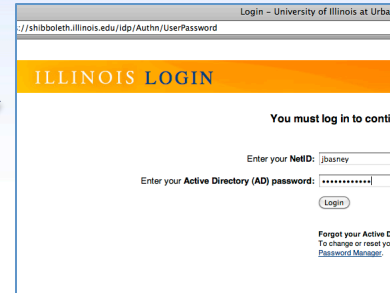 Login – University of Illinois at Urba
://shibboleth.illinois.edu/idp/Authn/UserPassword
ILLINOIS LOGIN
You must log in to conti
Enter your NetID: jbasney
Enter your Active Directory (AD) password: ••••••••••••
Login
Forgot your Active D
To change or reset yo
Password Manager.